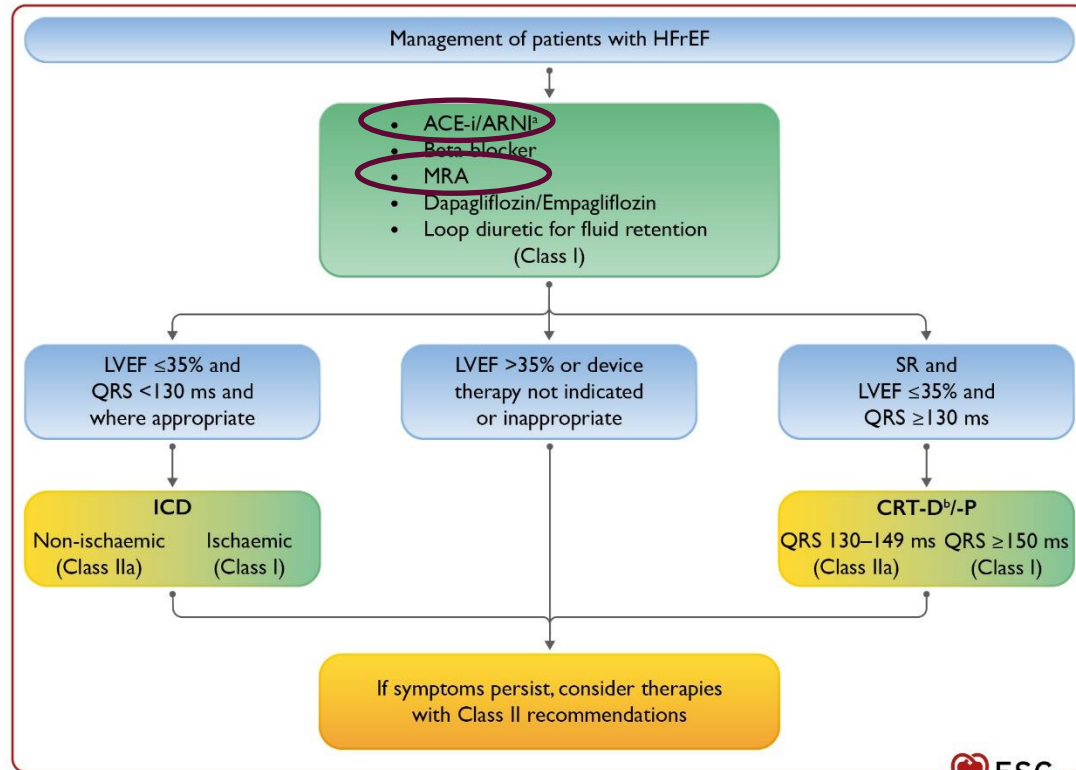 Management of patients with HFrEF
• ACE-i/ARNIᵃ
• Beta-blocker
• MRA
• Dapagliflozin/Empagliflozin
• Loop diuretic for fluid retention
(Class I)
LVEF ≤35% and
QRS <130 ms and
where appropriate
LVEF >35% or device
therapy not indicated
or inappropriate
SR and
LVEF ≤35% and
QRS ≥130 ms
ICD
Non-ischaemic Ischaemic
(Class IIa) (Class I)
CRT-Dᵇ/-P
QRS 130–149 ms QRS ≥150 ms
(Class IIa) (Class I)
If symptoms persist, consider therapies
with Class II recommendations
ESC